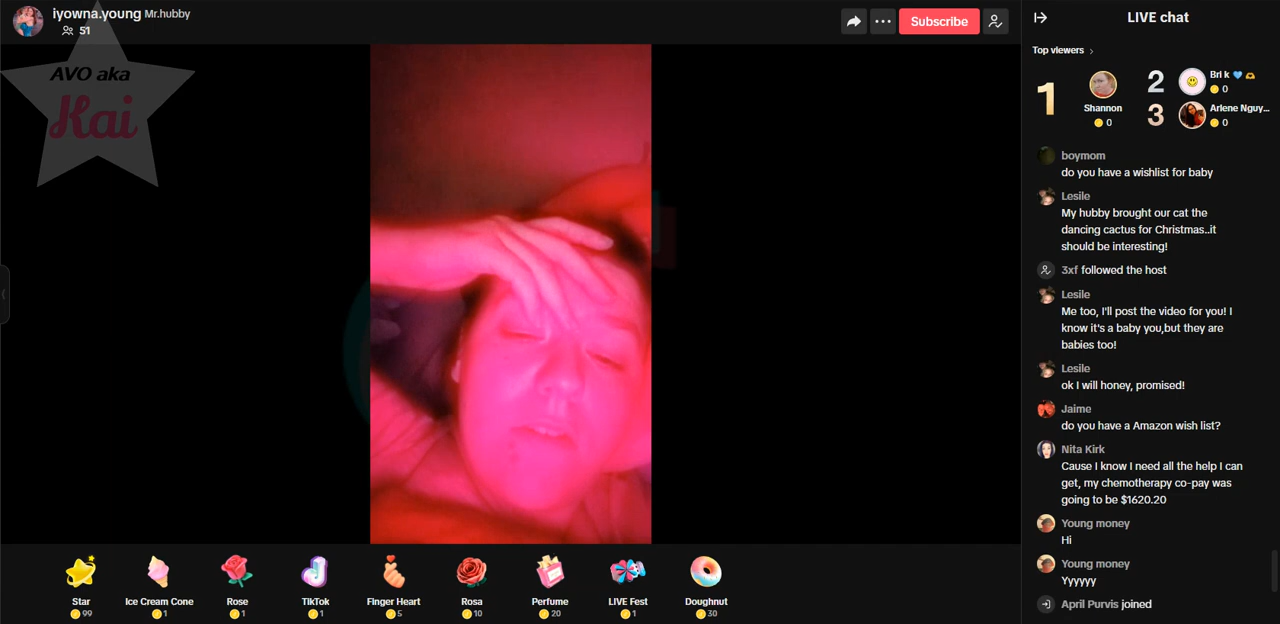 iyowna.young Mr.hubby
51
Subscribe
AVO aka
Kai
LIVE chat
Top viewers
1
Shannon
0
2
Bri k
0
3
Arlene Nguy...
0
boymom
do you have a wishlist for baby
Lesile
My hubby brought our cat the
dancing cactus for Christmas..it
should be interesting!
3xf followed the host
Lesile
Me too, I'll post the video for you! I
know it's a baby you,but they are
babies too!
Lesile
ok I will honey, promised!
Jaime
do you have a Amazon wish list?
Nita Kirk
Cause I know I need all the help I can
get, my chemotherapy co-pay was
going to be $1620.20
Young money
Hi
Young money
Yyyyyy
April Purvis joined
Star
99
Ice Cream Cone
1
Rose
1
TikTok
1
Finger Heart
5
Rosa
10
Perfume
20
LIVE Fest
1
Doughnut
30